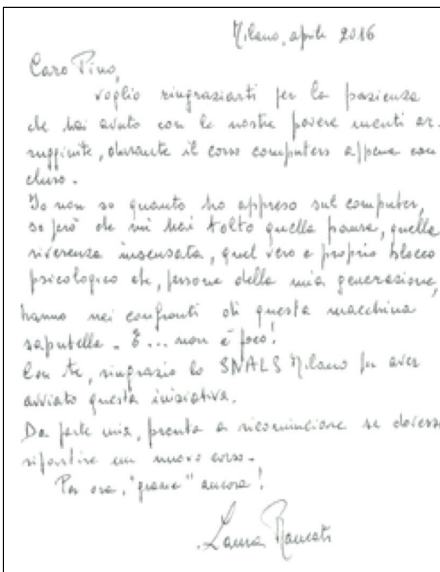 Milano, aprile 2016
Caro Pino,
voglio ringraziarti per la pazienza
che hai avuto con le nostre povere menti ar-
rugginite, durante il corso computers appena con
cluso.
Io non so quanto ho appreso sul computer,
so però che mi hai tolto quella paura, quella
riverenza insensata, quel vero e proprio blocco
psicologico che, persone della mia generazione,
hanno nei confronti di questa macchina
saputella. E... non è poco!
Con te, ringrazio lo SNALS Milano per aver
avviato questa iniziativa.
Da parte mia, pronta a ricominciare se dovesse
ripartire un nuovo corso.
Per ora, "grazie" ancora!
Laura